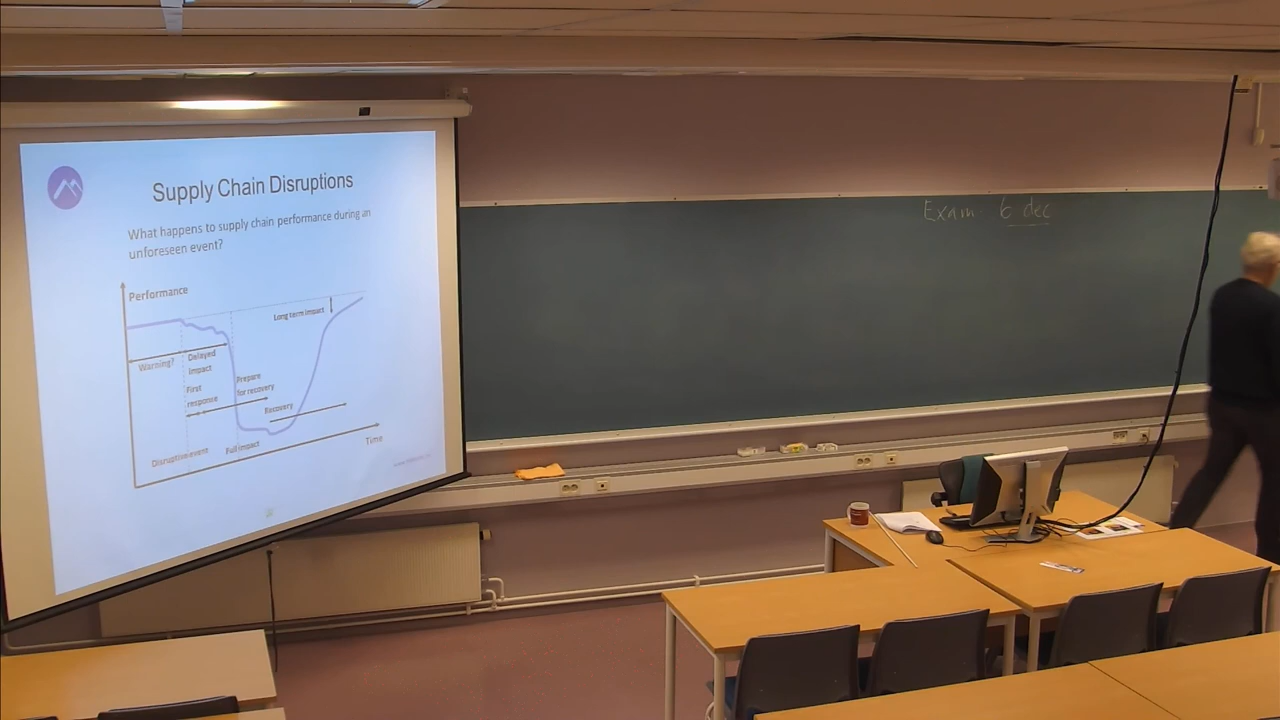 Supply Chain Disruptions
What happens to supply chain performance during an
unforeseen event?
Performance
Long term impact
Warning?
Delayed
Impact
First
response
Prepare
for recovery
Recovery
Disruptive event
Full impact
Time
Exam 6 dec